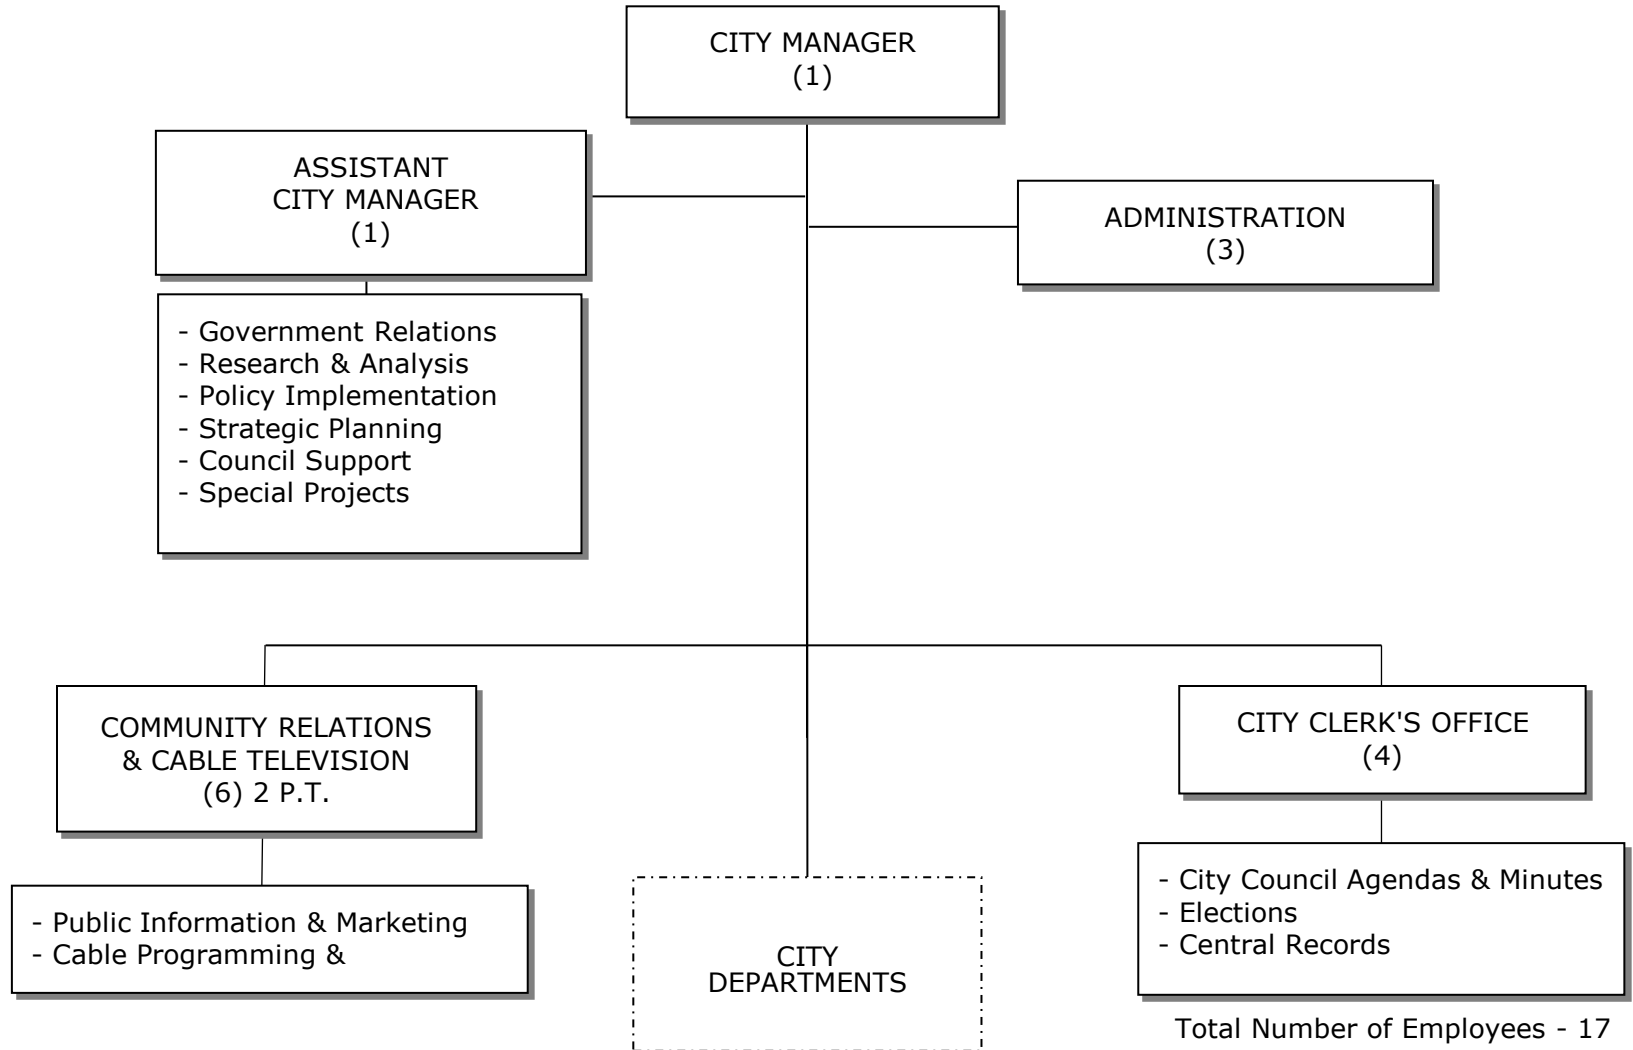 CITY MANAGER
(1)
ASSISTANT
CITY MANAGER
(1)
ADMINISTRATION
(3)
- Government Relations
- Research & Analysis
- Policy Implementation
- Strategic Planning
- Council Support
- Special Projects
COMMUNITY RELATIONS
& CABLE TELEVISION
(6) 2 P.T.
CITY CLERK'S OFFICE
(4)
- Public Information & Marketing
- Cable Programming &
CITY
DEPARTMENTS
- City Council Agendas & Minutes
- Elections
- Central Records
Total Number of Employees - 17